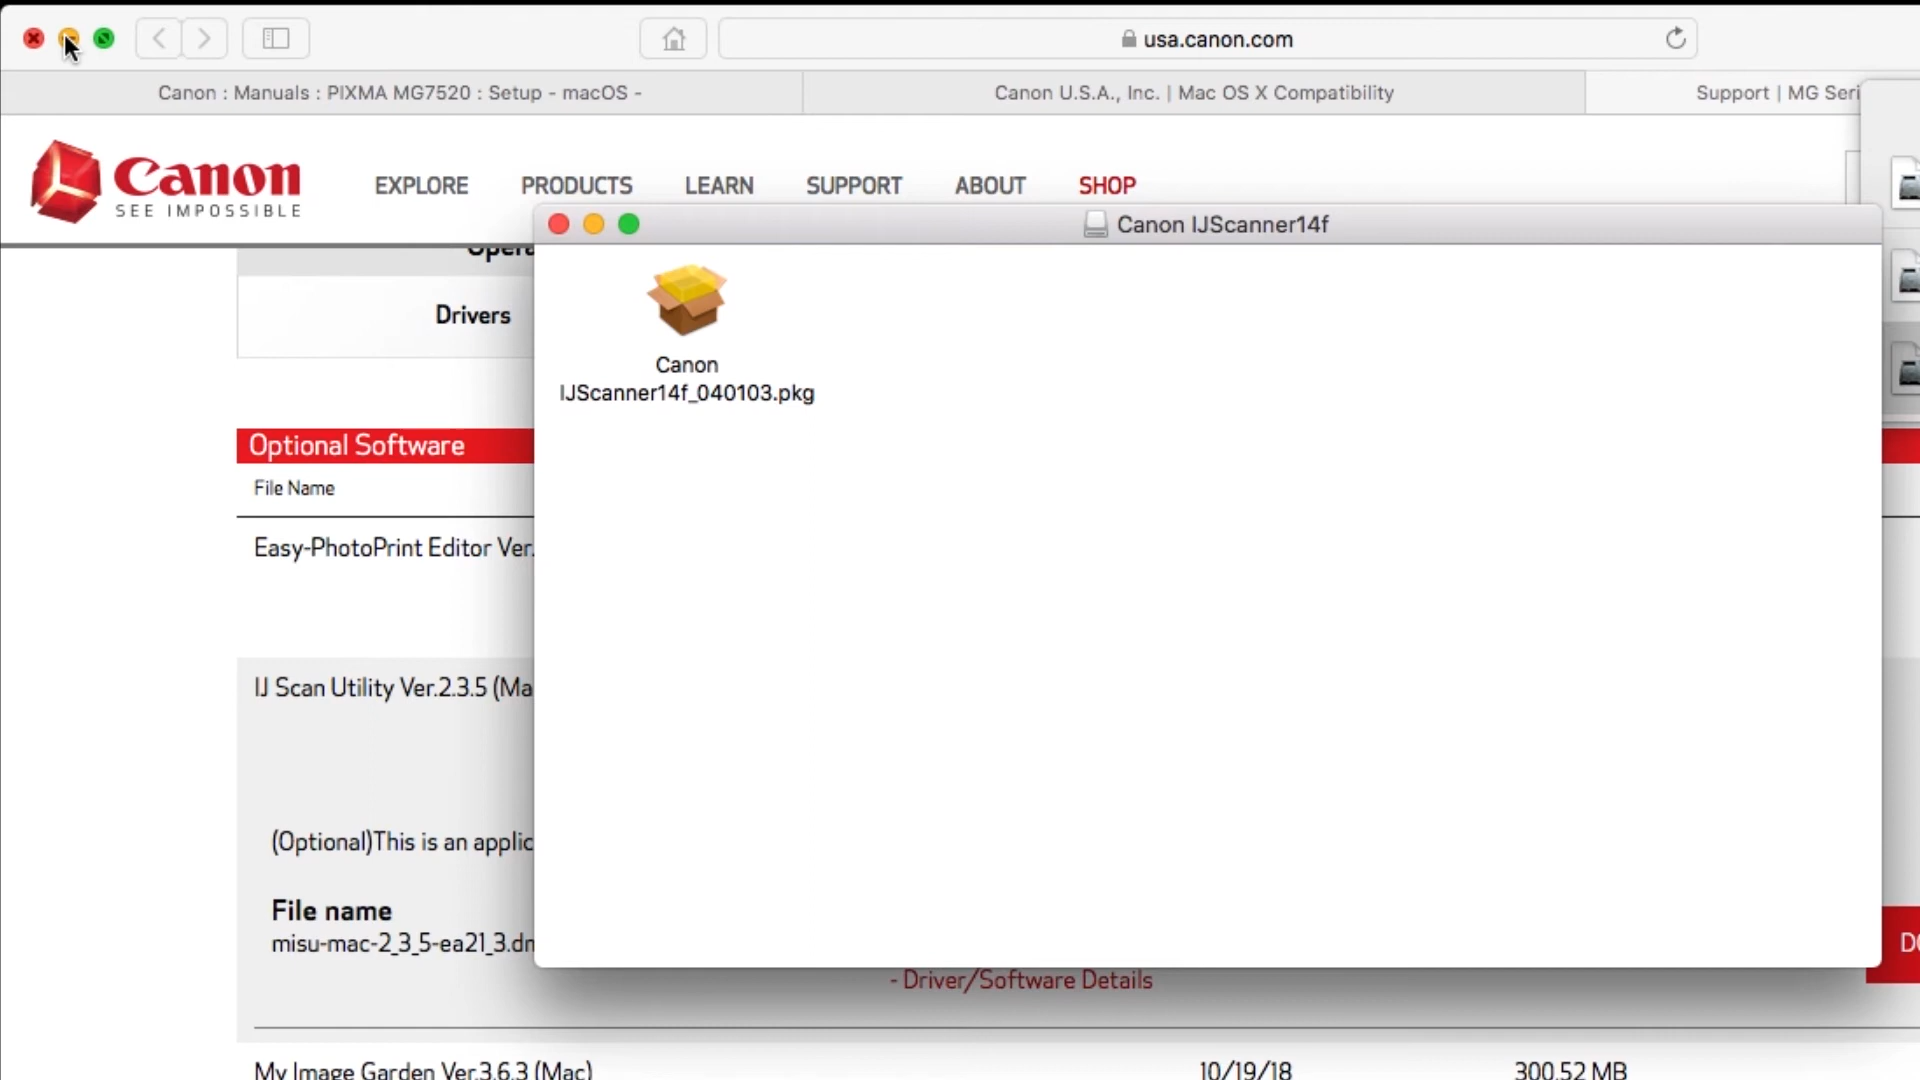 usa.canon.com
Canon : Manuals : PIXMA MG7520 : Setup - macOS -
Canon U.S.A., Inc. | Mac OS X Compatibility
Support | MG Seri
Canon
SEE IMPOSSIBLE
EXPLORE
PRODUCTS
LEARN
SUPPORT
ABOUT
SHOP
Canon IJScanner14f
Canon
IJScanner14f_040103.pkg
Drivers
Optional Software
File Name
Easy-PhotoPrint Editor Ver.
IJ Scan Utility Ver.2.3.5 (Ma
(Optional)This is an applic
File name
misu-mac-2_3_5-ea21_3.dm
- Driver/Software Details
My Image Garden Ver.3.6.3 (Mac)
10/19/18
300.52 MB